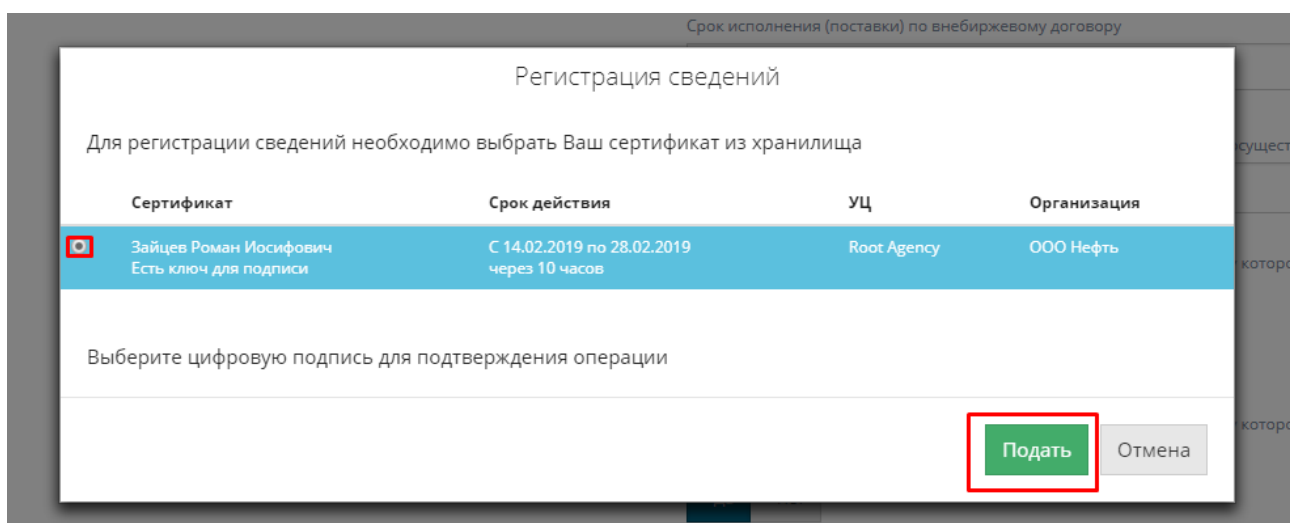 Срок исполнения (поставки) по внебиржевому договору
Регистрация сведений
Для регистрации сведений необходимо выбрать Ваш сертификат из хранилища
Сертификат Срок действия УЦ Организация
Зайцев Роман Иосифович С 14.02.2019 по 28.02.2019 Root Agency ООО Нефть
Есть ключ для подписи через 10 часов
Выберите цифровую подпись для подтверждения операции
Подать Отмена